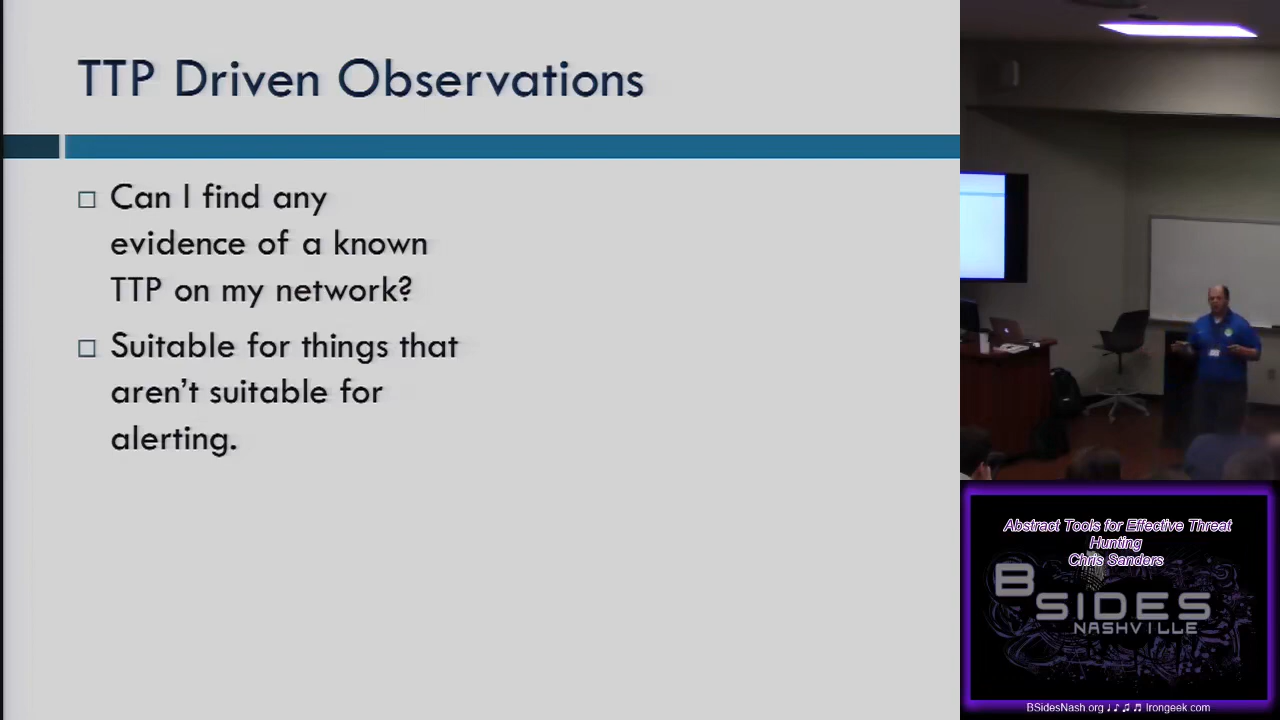 TTP Driven Observations
□ Can I find any
evidence of a known
TTP on my network?
□ Suitable for things that
aren't suitable for
alerting.
Abstract Tools for Effective Threat
Hunting
Chris Sanders
BSIDES
NASHVILLE
BSidesNash.org ♩ ♪ ♫ ♬ Irongeek.com